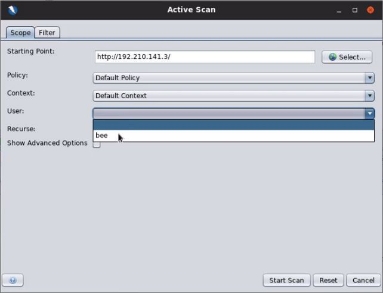 Active Scan
Scope Filter
Starting Point: http://192.210.141.3/ Select...
Policy: Default Policy
Context: Default Context
User:
bee
Recurse:
Show Advanced Options
Start Scan Reset Cancel